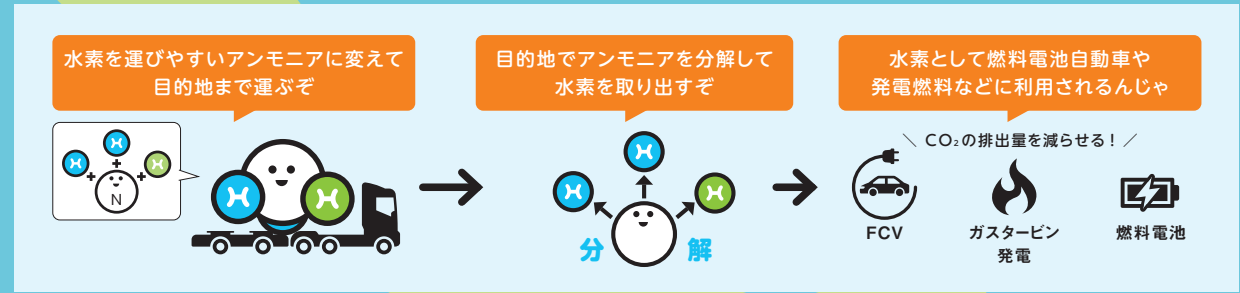 水素を運びやすいアンモニアに変えて
目的地まで運ぶぞ
H
H
H
N
H
H
目的地でアンモニアを分解して
水素を取り出すぞ
H
H
H
分 解
水素として燃料電池自動車や
発電燃料などに利用されるんじゃ
＼ CO₂の排出量を減らせる！ ／
FCV
ガスタービン
発電
燃料電池